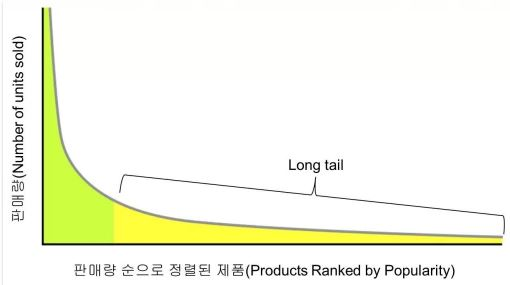 판매량(Number of units sold)
Long tail
판매량 순으로 정렬된 제품(Products Ranked by Popularity)